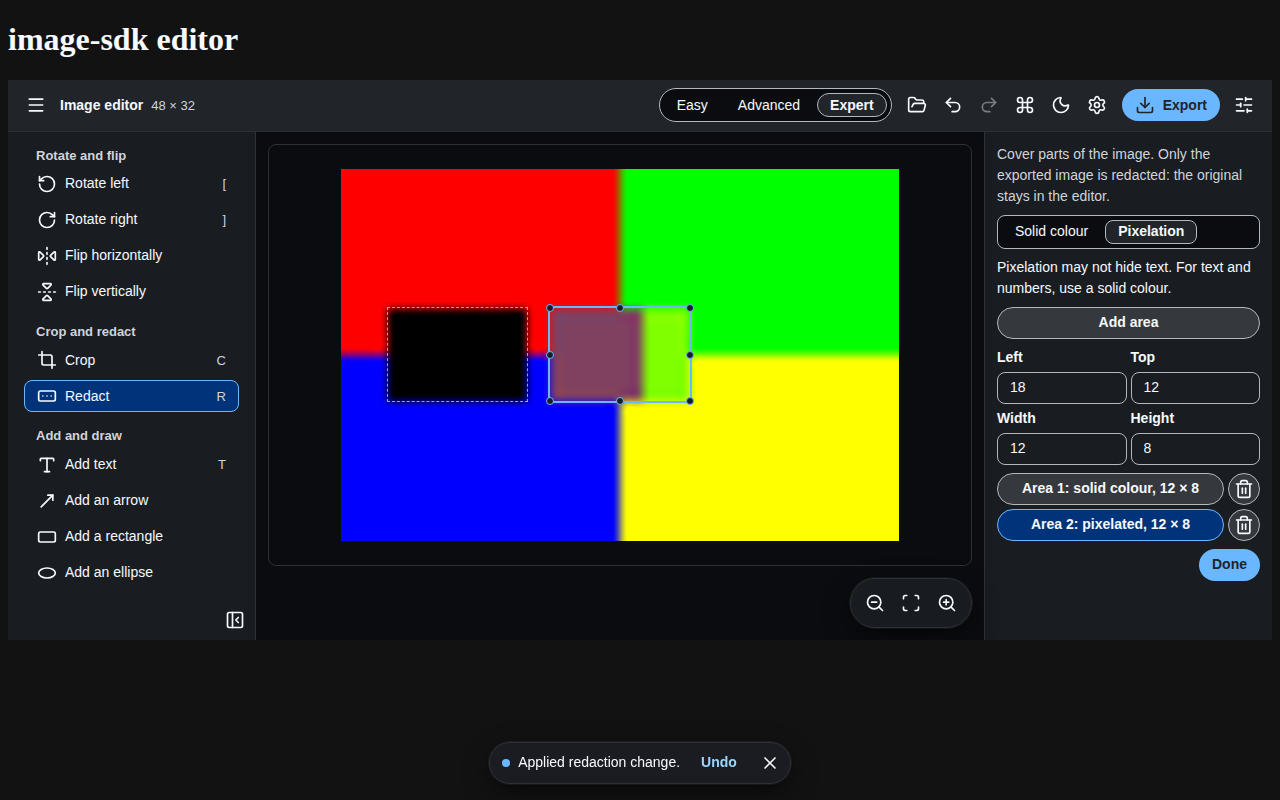 image-sdk editor
Image editor 48 × 32
Easy Advanced Expert
Export
Rotate and flip
Rotate left [
Rotate right ]
Flip horizontally
Flip vertically
Crop and redact
Crop C
Redact R
Add and draw
Add text T
Add an arrow
Add a rectangle
Add an ellipse
Cover parts of the image. Only the
exported image is redacted: the original
stays in the editor.
Solid colour Pixelation
Pixelation may not hide text. For text and
numbers, use a solid colour.
Add area
Left Top
18 12
Width Height
12 8
Area 1: solid colour, 12 × 8
Area 2: pixelated, 12 × 8
Done
Applied redaction change. Undo